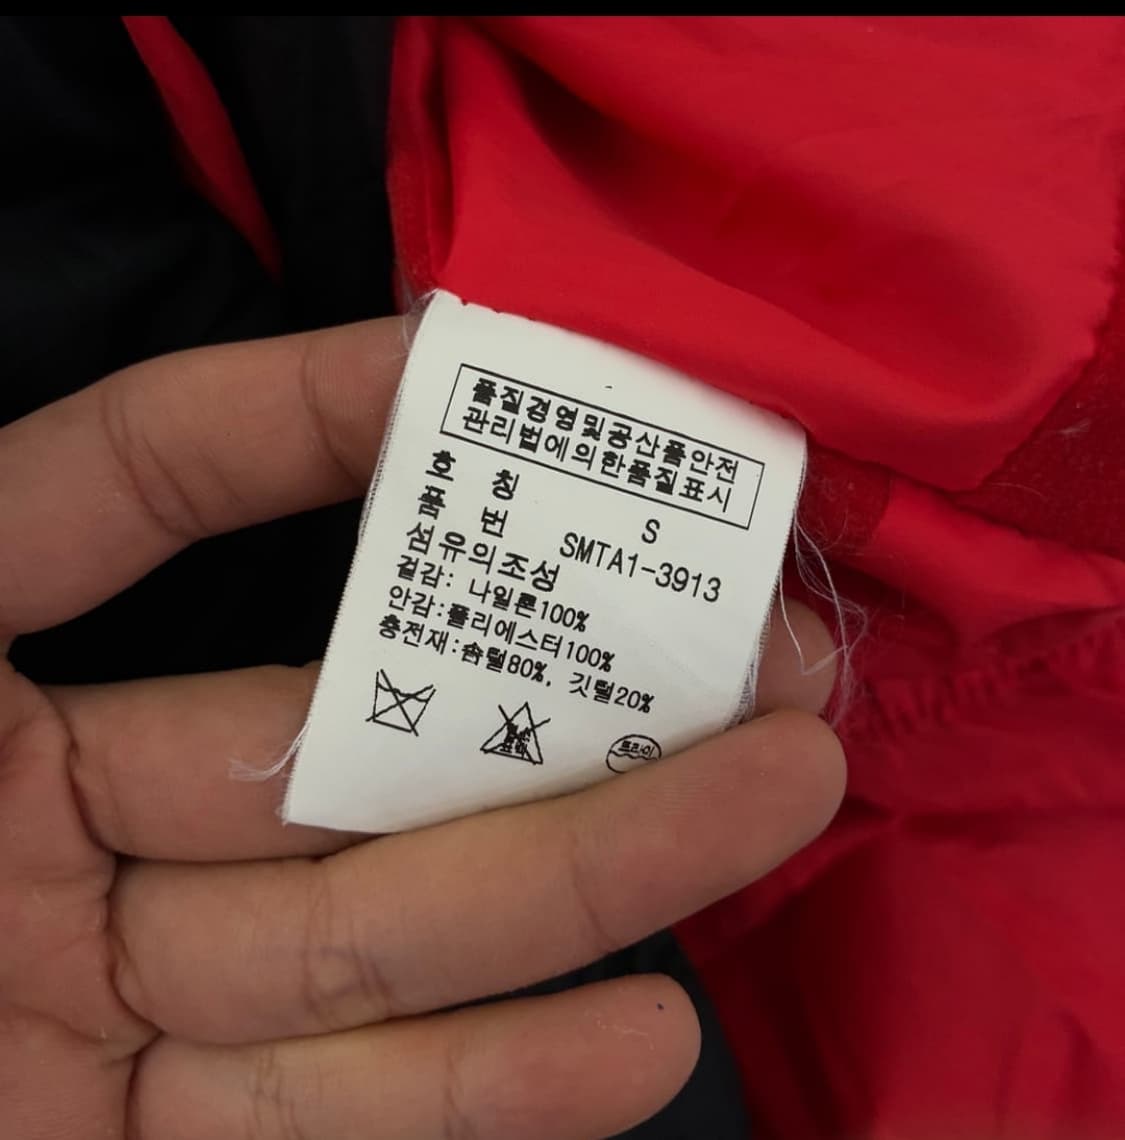 품질경영및공산품안전
관리법에의한품질표시
호 칭 S
품 번 SMTA1-3913
섬유의조성
겉감: 나일론100%
안감:폴리에스터100%
충전재:솜털80%, 깃털20%
드라이